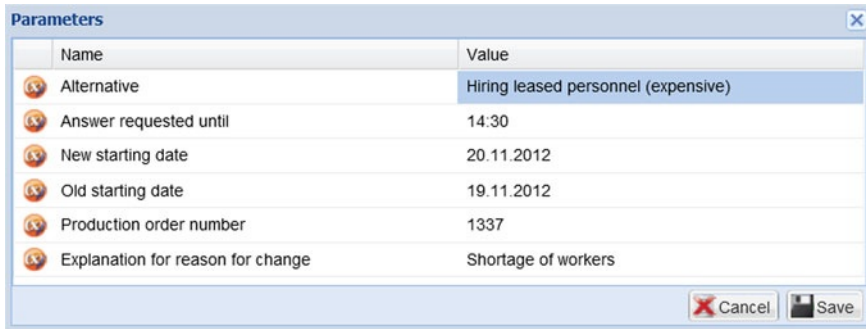 Parameters
Name Value
Alternative Hiring leased personnel (expensive)
Answer requested until 14:30
New starting date 20.11.2012
Old starting date 19.11.2012
Production order number 1337
Explanation for reason for change Shortage of workers
Cancel Save